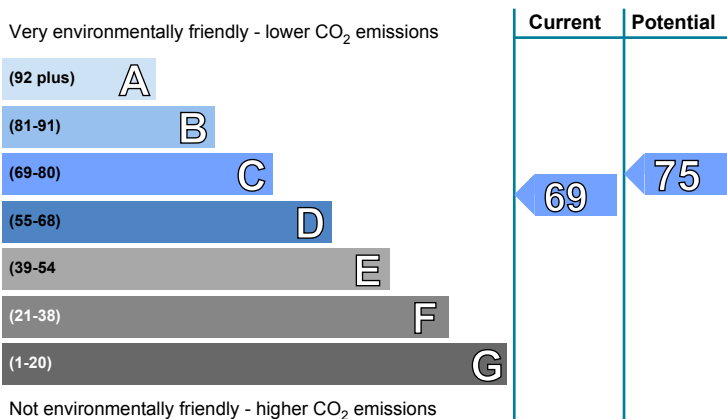 Very environmentally friendly - lower CO2 emissions
Current
Potential
(92 plus) A
(81-91) B
(69-80) C
(55-68) D
(39-54 E
(21-38) F
(1-20) G
69
75
Not environmentally friendly - higher CO2 emissions